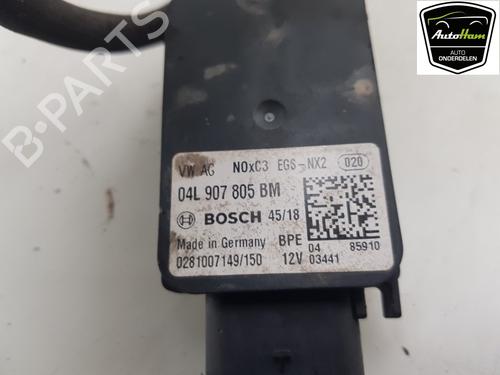 AutoHam
AUTO
ONDERDELEN
VW AG NOxC3 EGS-NX2 020
04L 907 805 BM
BOSCH 45/18
Made in Germany BPE 04 85910
0281007149/150 12V 03441